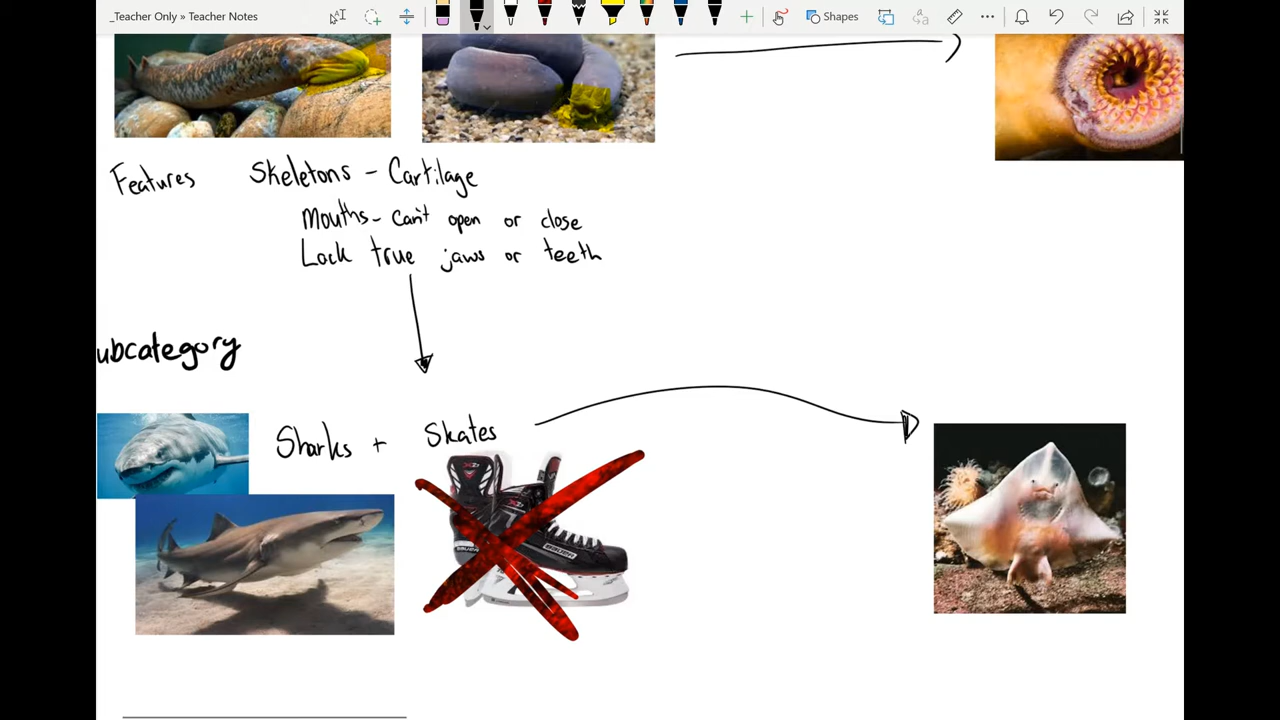 _Teacher Only » Teacher Notes
Shapes
Features
Skeletons - Cartilage
Mouths - Can't open or close
Lack true jaws or teeth
ubcategory
Sharks + Skates
BAUER